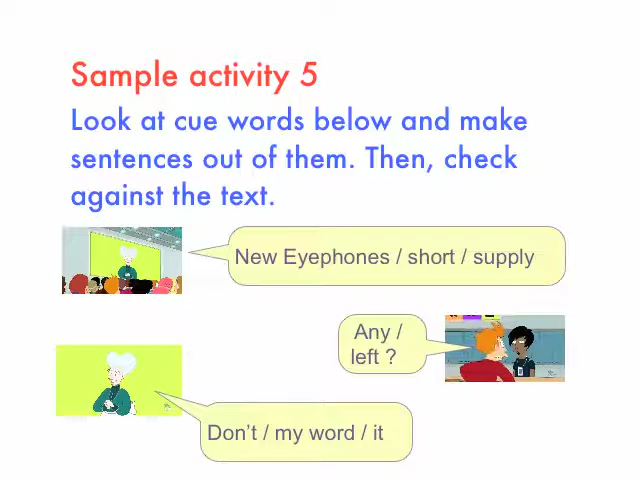 Sample activity 5
Look at cue words below and make
sentences out of them. Then, check
against the text.
New Eyephones / short / supply
Any /
left ?
Don’t / my word / it